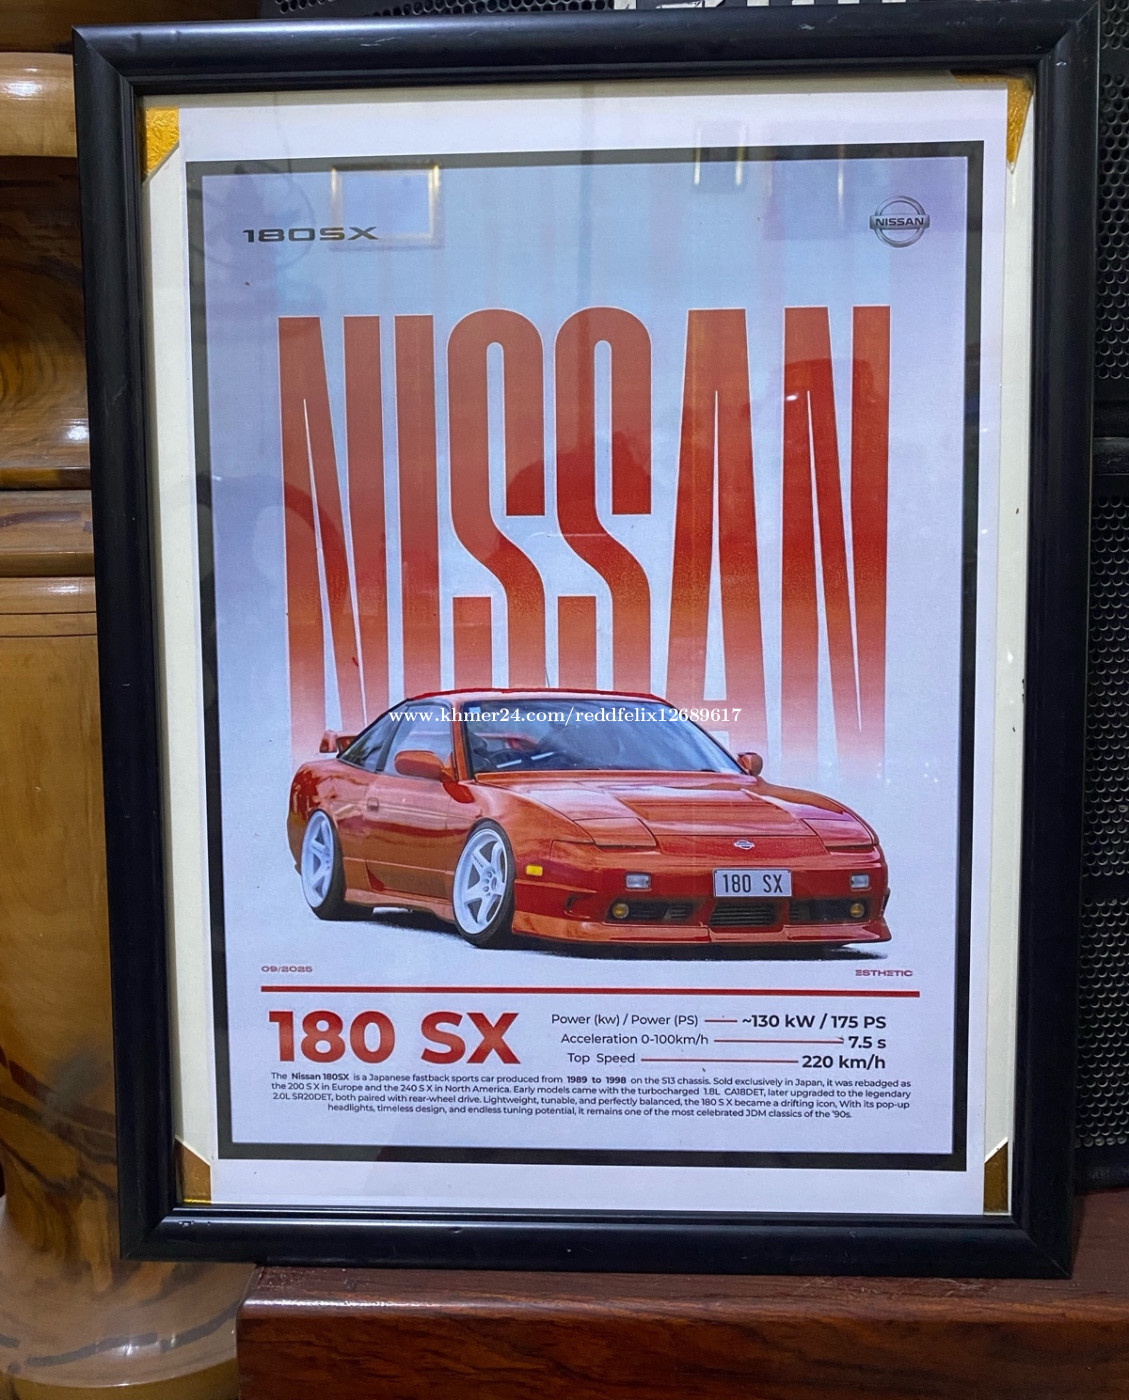 180SX
NISSAN
NISSAN
www.khmer24.com/reddfelix12689617
180 SX
09/2025
ESTHETIC
180 SX
Power (kw) / Power (PS) ~130 kW / 175 PS
Acceleration 0-100km/h 7.5 s
Top Speed 220 km/h
The Nissan 180SX is a Japanese fastback sports car produced from 1989 to 1998 on the S13 chassis. Sold exclusively in Japan, it was rebadged as
the 200 S X in Europe and the 240 S X in North America. Early models came with the turbocharged 1.8L CA18DET, later upgraded to the legendary
2.0L SR20DET, both paired with rear-wheel drive. Lightweight, tunable, and perfectly balanced, the 180 S X became a drifting icon, With its pop-up
headlights, timeless design, and endless tuning potential, it remains one of the most celebrated JDM classics of the '90s.